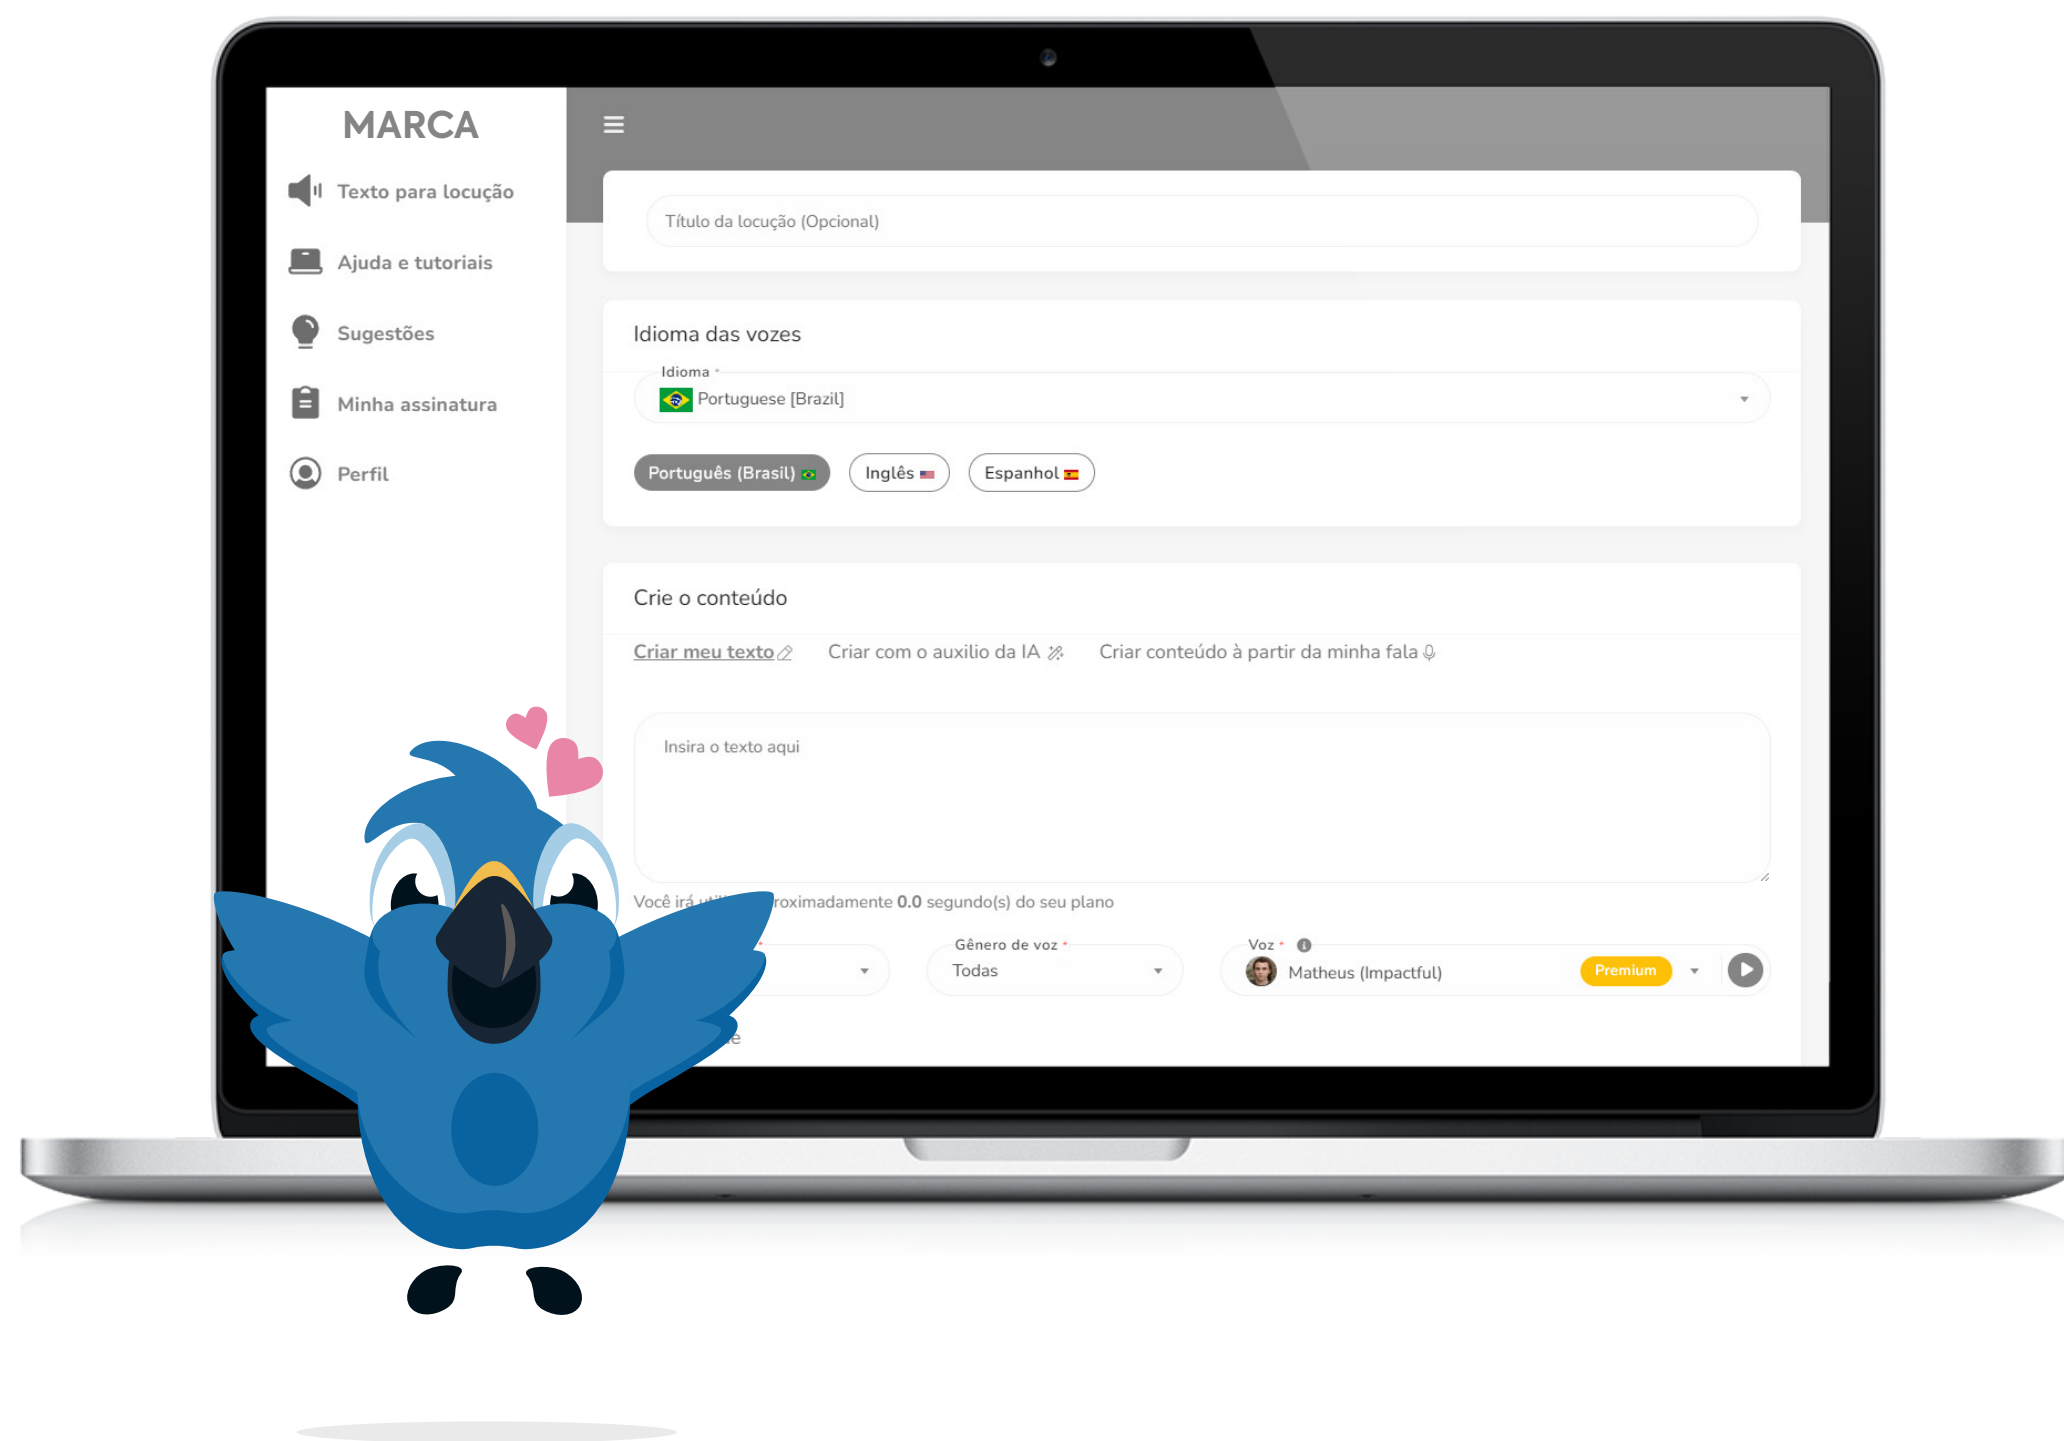 MARCA
Texto para locução
Ajuda e tutoriais
Sugestões
Minha assinatura
Perfil
Título da locução (Opcional)
Idioma das vozes
Idioma *
Portuguese [Brazil]
Português (Brasil) Inglês Espanhol
Crie o conteúdo
Criar meu texto Criar com o auxilio da IA Criar conteúdo à partir da minha fala
Insira o texto aqui
Você irá roximadamente 0.0 segundo(s) do seu plano
* Gênero de voz * Voz *
Todas Matheus (Impactful) Premium